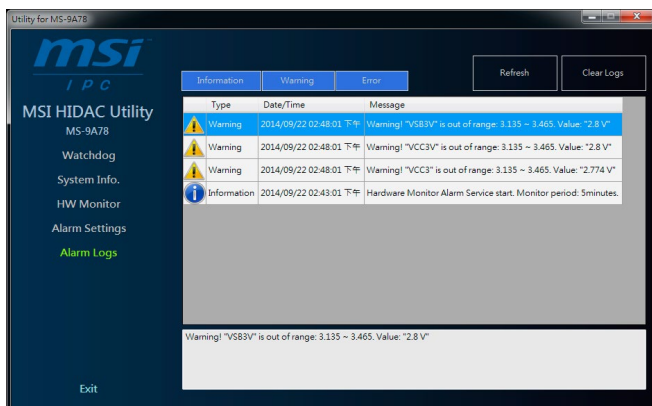 Utility for MS-9A78
msi
IPC
MSI HIDAC Utility
MS-9A78
Watchdog
System Info.
HW Monitor
Alarm Settings
Alarm Logs
Exit
Information Warning Error
Refresh Clear Logs
Type Date/Time Message
Warning 2014/09/22 02:48:01 下午 Warning! "VSB3V" is out of range: 3.135 ~ 3.465. Value: "2.8 V"
Warning 2014/09/22 02:48:01 下午 Warning! "VCC3V" is out of range: 3.135 ~ 3.465. Value: "2.8 V"
Warning 2014/09/22 02:48:01 下午 Warning! "VCC3" is out of range: 3.135 ~ 3.465. Value: "2.774 V"
Information 2014/09/22 02:43:01 下午 Hardware Monitor Alarm Service start. Monitor period: 5minutes.
Warning! "VSB3V" is out of range: 3.135 ~ 3.465. Value: "2.8 V"